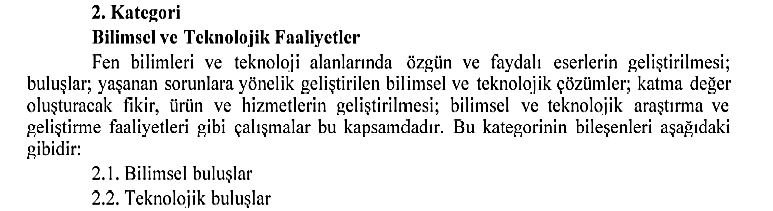 2. Kategori
Bilimsel ve Teknolojik Faaliyetler
Fen bilimleri ve teknoloji alanlarında özgün ve faydalı eserlerin geliştirilmesi;
buluşlar; yaşanan sorunlara yönelik geliştirilen bilimsel ve teknolojik çözümler; katma değer
oluşturacak fikir, ürün ve hizmetlerin geliştirilmesi; bilimsel ve teknolojik araştırma ve
geliştirme faaliyetleri gibi çalışmalar bu kapsamdadır. Bu kategorinin bileşenleri aşağıdaki
gibidir:
2.1. Bilimsel buluşlar
2.2. Teknolojik buluşlar